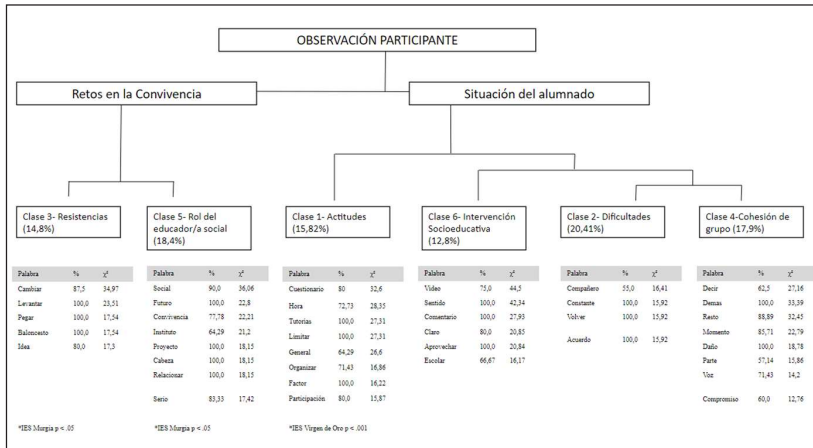 OBSERVACIÓN PARTICIPANTE
Retos en la Convivencia
Situación del alumnado
Clase 3- Resistencias
(14,8%)
Palabra % χ²
Cambiar 87,5 34,97
Levantar 100,0 23,51
Pegar 100,0 17,54
Baloncesto 100,0 17,54
Idea 80,0 17,3
*IES Murgia p < .05
Clase 5- Rol del
educador/a social
(18,4%)
Palabra % χ²
Social 90,0 36,06
Futuro 100,0 22,8
Convivencia 77,78 22,21
Instituto 64,29 21,2
Proyecto 100,0 18,15
Cabeza 100,0 18,15
Relacionar 100,0 18,15
Serio 83,33 17,42
*IES Murgia p < .05
Clase 1- Actitudes
(15,82%)
Palabra % χ²
Cuestionario 80 32,6
Hora 72,73 28,35
Tutorías 100,0 27,31
Limitar 100,0 27,31
General 64,29 26,6
Organizar 71,43 16,86
Factor 100,0 16,22
Participación 80,0 15,87
*IES Virges de Oro p < .001
Clase 6- Intervención
Socioeducativa
(12,8%)
Palabra % χ²
Video 75,0 44,5
Sentido 100,0 42,34
Comentario 100,0 27,93
Claro 80,0 20,85
Aprovechar 100,0 20,84
Escolar 66,67 16,17
Clase 2- Dificultades
(20,41%)
Palabra % χ²
Compañero 55,0 16,41
Constante 100,0 15,92
Volver 100,0 15,92
Acuerdo 100,0 15,92
Clase 4-Cohesión de
grupo (17,9%)
Palabra % χ²
Decir 62,5 27,16
Demas 100,0 33,39
Resto 88,89 32,45
Momento 85,71 22,79
Daño 100,0 18,78
Parte 57,14 15,86
Voz 71,43 14,2
Compromiso 60,0 12,76